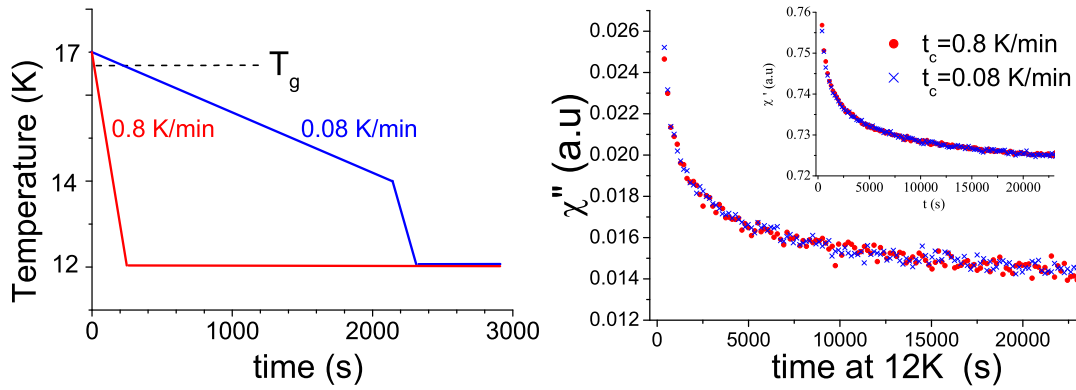 Temperature (K)
17
14
12
T_g
0.8 K/min
0.08 K/min
0
1000
2000
3000
time (s)
χ" (a.u)
0.026
0.024
0.022
0.020
0.018
0.016
0.014
0.012
0
5000
10000
15000
20000
time at 12K (s)
χ ' (a.u)
0.76
0.75
0.74
0.73
0.72
0
5000
10000
15000
20000
t (s)
t_c=0.8 K/min
t_c=0.08 K/min